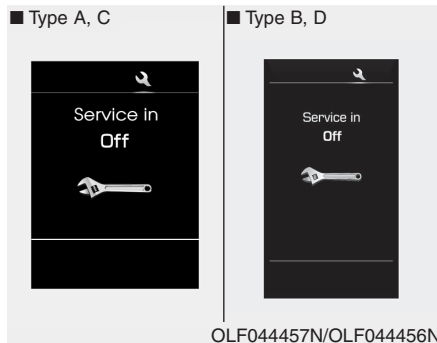 ■ Type A, C
Service in
Off
■ Type B, D
Service in
Off
OLF044457N/OLF044456N